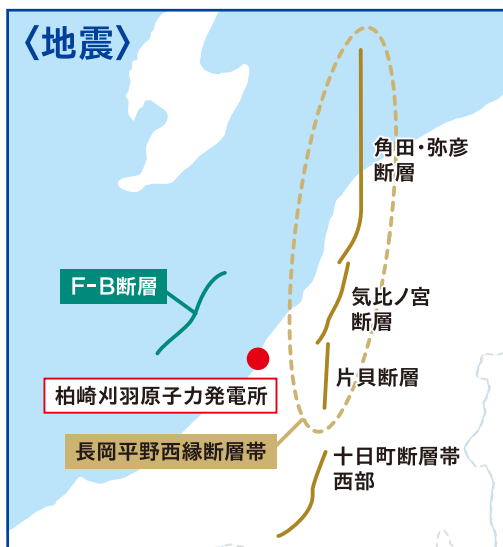 〈地震〉
角田・弥彦
断層
F-B断層
気比ノ宮
断層
片貝断層
柏崎刈羽原子力発電所
長岡平野西縁断層帯
十日町断層帯
西部